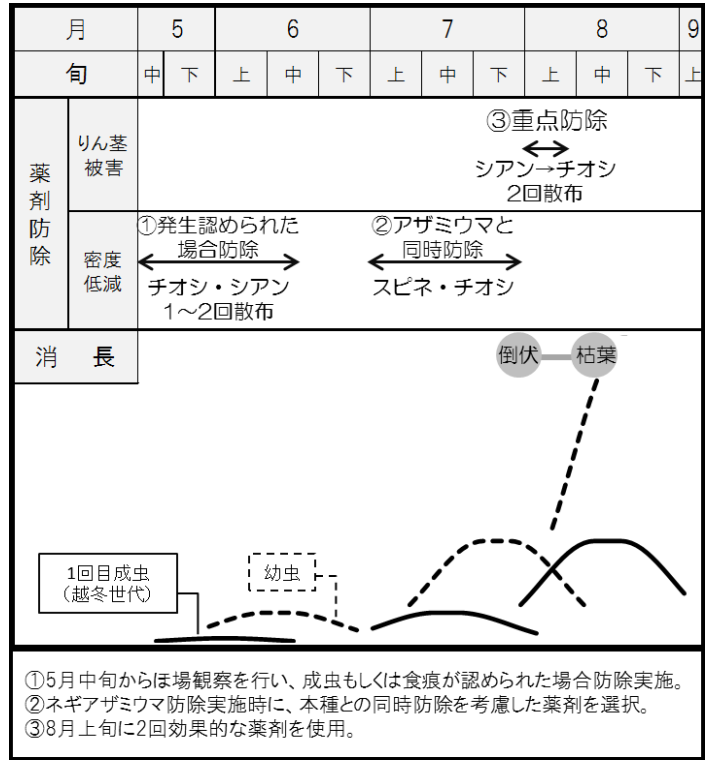 月 5 6 7 8 9
旬 中 下 上 中 下 上 中 下 上 中 下 上
薬剤防除
りん茎
被害
③重点防除
シアン→チオシ
2回散布
密度
低減
①発生認められた
場合防除
チオシ・シアン
1～2回散布
②アザミウマと
同時防除
スピネ・チオシ
消 長
倒伏 枯葉
1回目成虫
（越冬世代）
幼虫
①5月中旬からほ場観察を行い、成虫もしくは食痕が認められた場合防除実施。
②ネギアザミウマ防除実施時に、本種との同時防除を考慮した薬剤を選択。
③8月上旬に2回効果的な薬剤を使用。